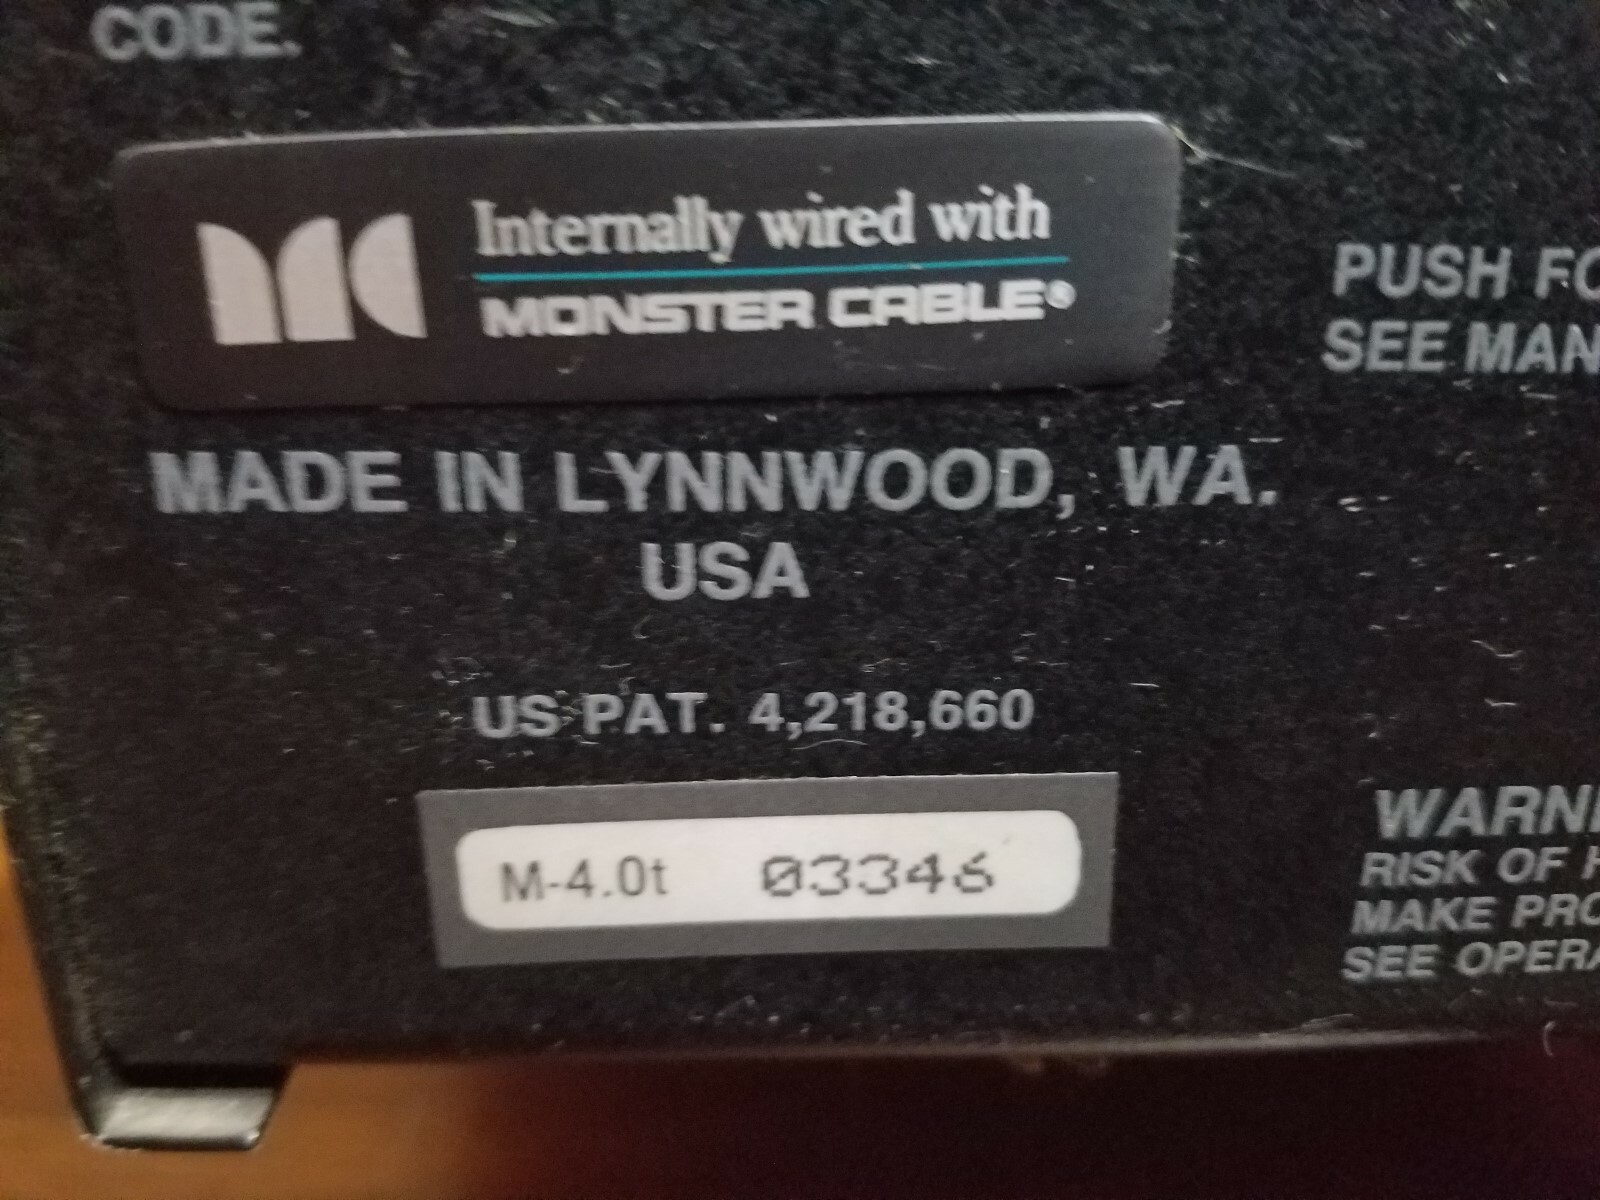 CODE.
Internally wired with
MONSTER CABLE®
PUSH FO
SEE MAN
MADE IN LYNNWOOD, WA.
USA
US PAT. 4,218,660
M-4.0t 03346
WARNI
RISK OF H
MAKE PRO
SEE OPERA